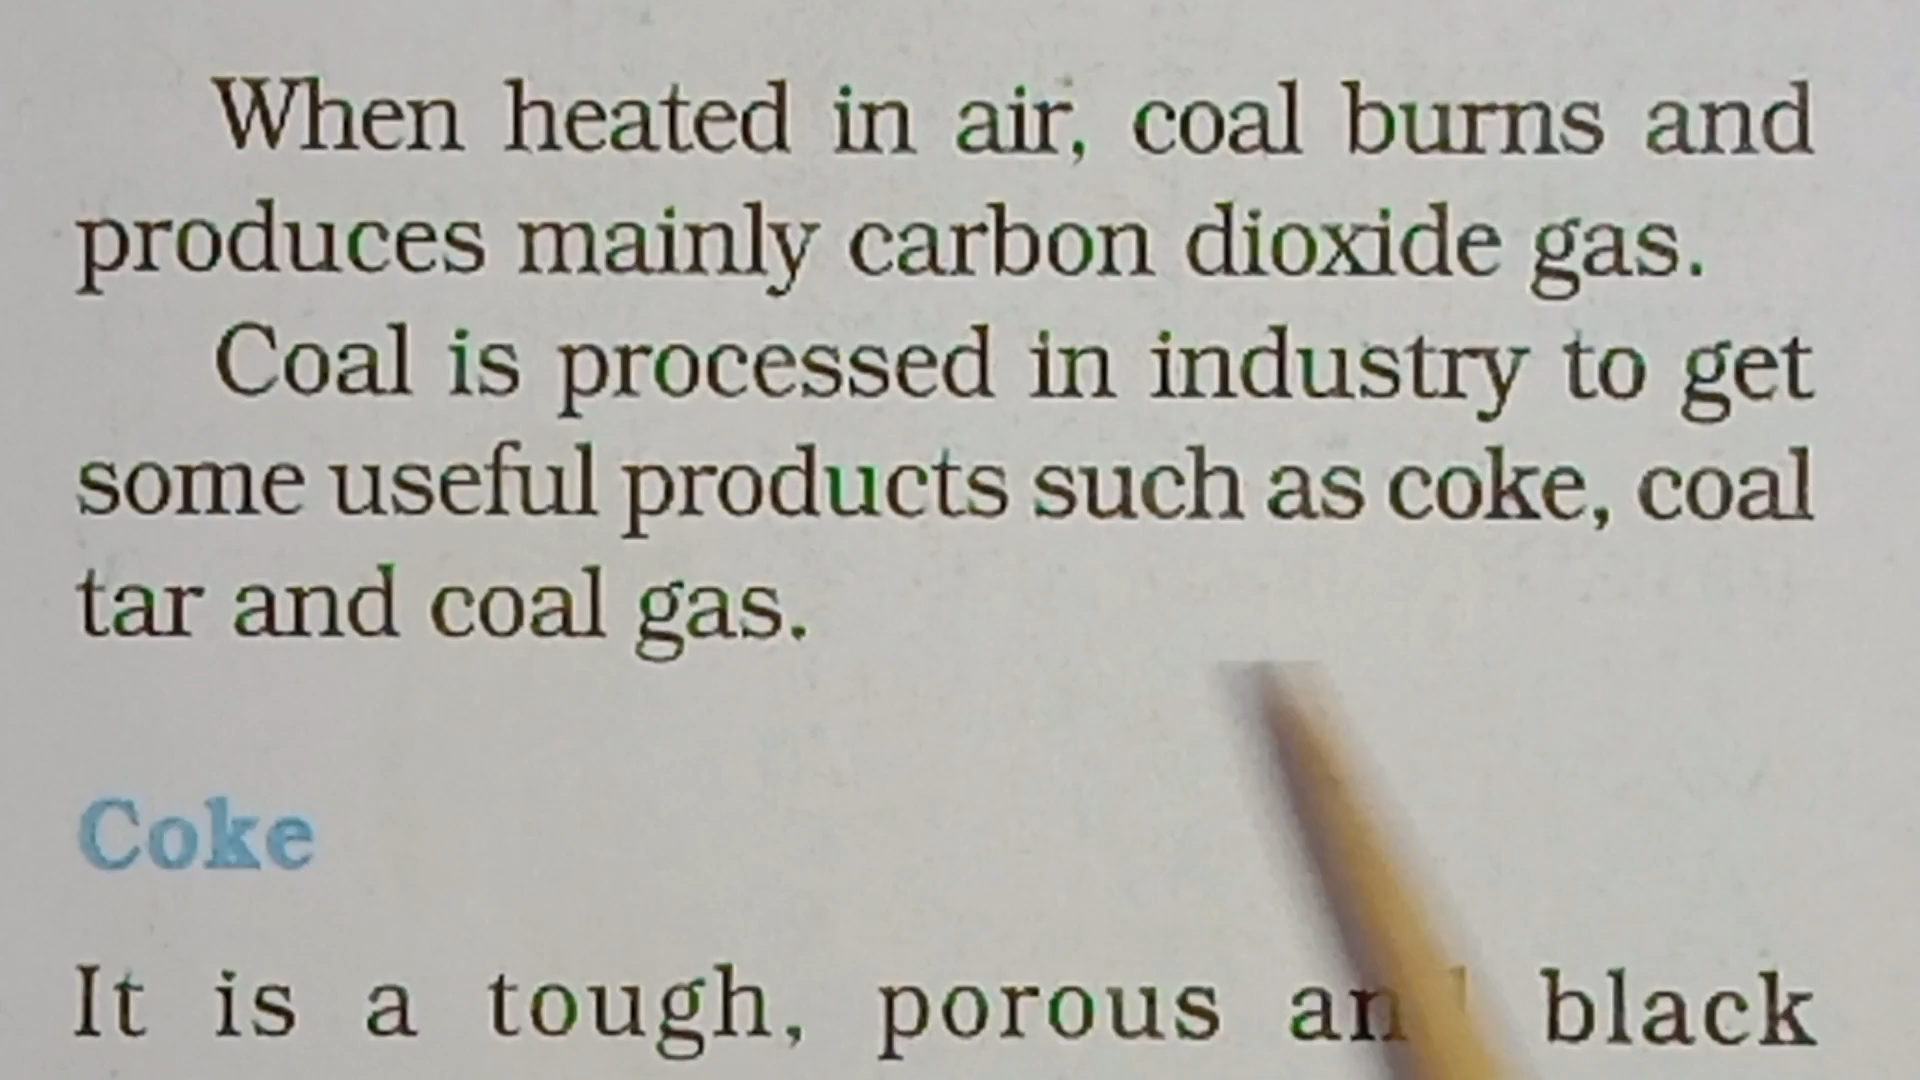 When heated in air, coal burns and
produces mainly carbon dioxide gas.
Coal is processed in industry to get
some useful products such as coke, coal
tar and coal gas.
Coke
It is a tough, porous and black